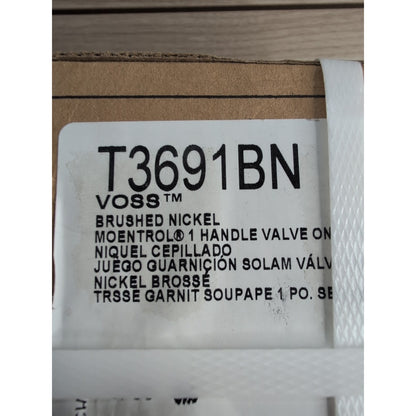 T3691BN
VOSS™
BRUSHED NICKEL
MOENTROL® 1 HANDLE VALVE ON
NIQUEL CEPILLADO
JUEGO GUARNICIÓN SOLAM VÁLV
NICKEL BROSSÉ
TRSSE GARNIT SOUPAPE 1 PO. SE